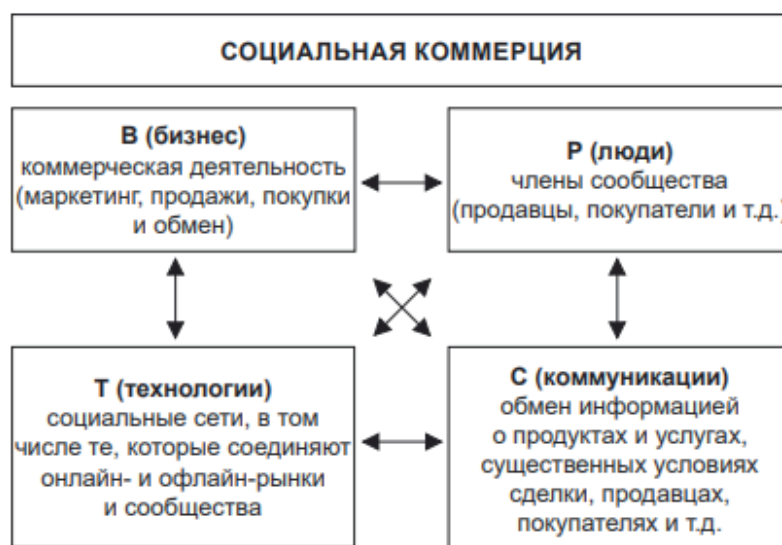 СОЦИАЛЬНАЯ КОММЕРЦИЯ
B (бизнес)
коммерческая деятельность
(маркетинг, продажи, покупки
и обмен)
P (люди)
члены сообщества
(продавцы, покупатели и т.д.)
T (технологии)
социальные сети, в том
числе те, которые соединяют
онлайн- и офлайн-рынки
и сообщества
C (коммуникации)
обмен информацией
о продуктах и услугах,
существенных условиях
сделки, продавцах,
покупателях и т.д.